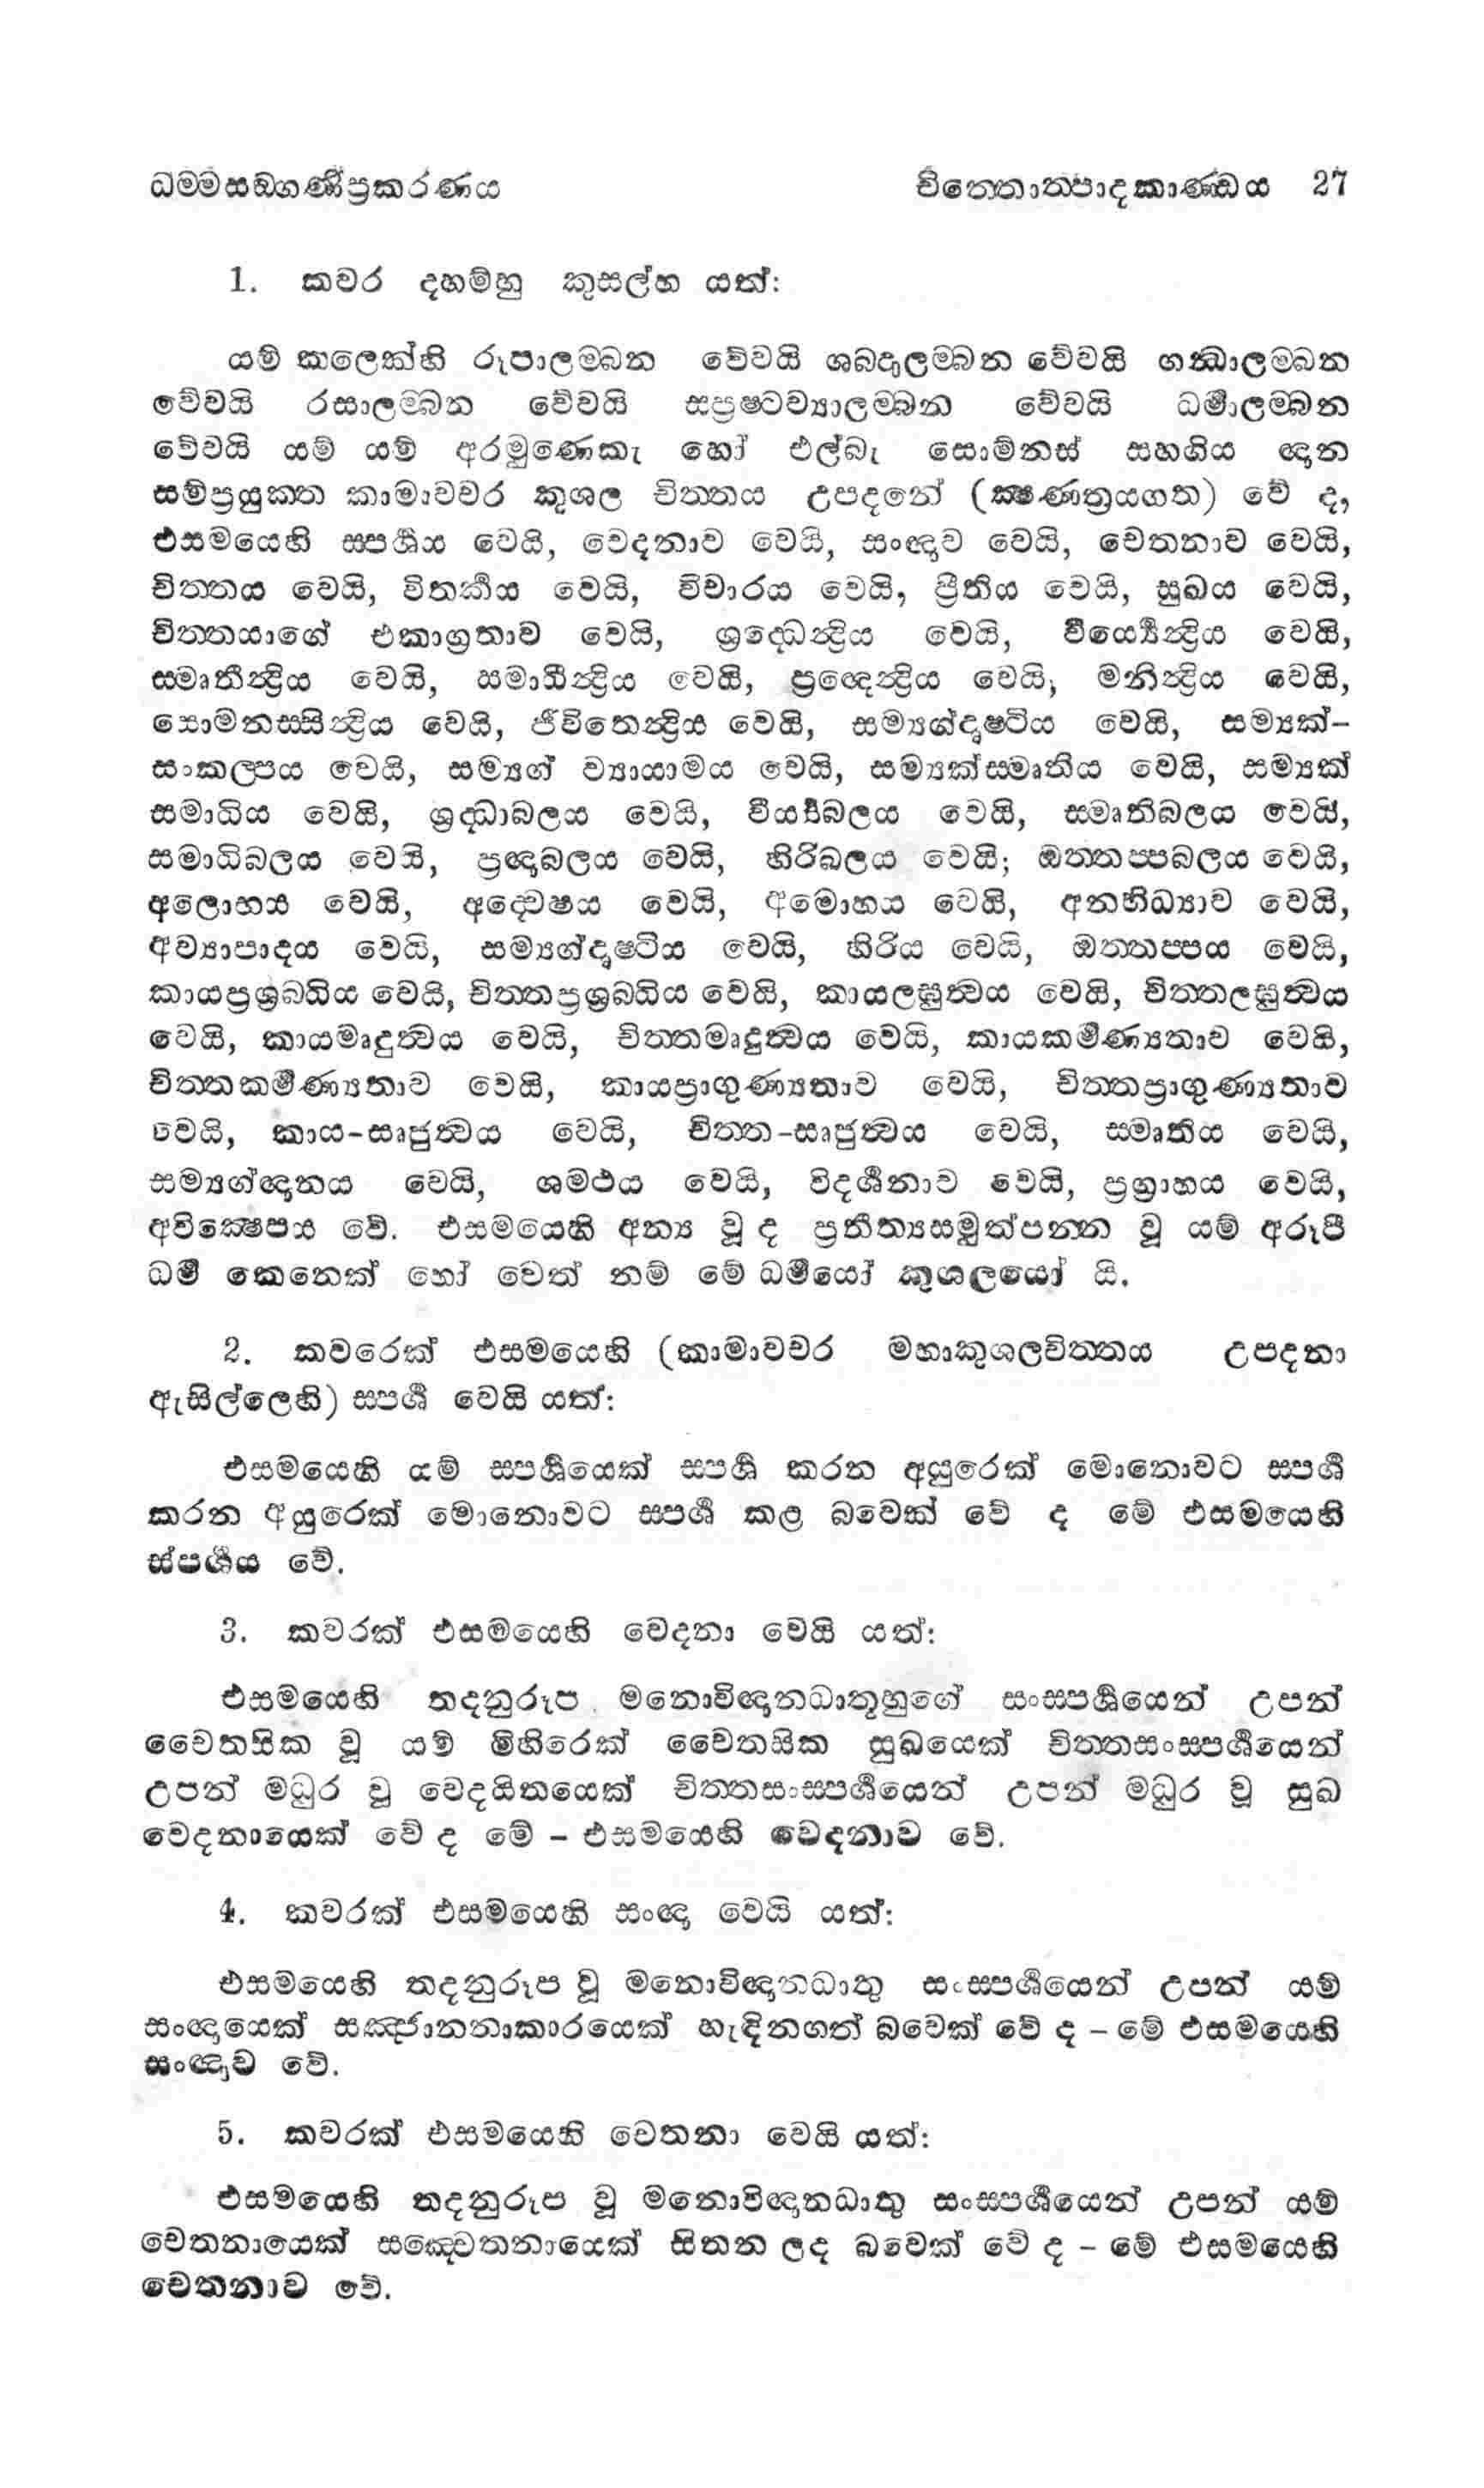 ධම්මසඞ්ගණිප්‍රකරණය චිත්තොත්පාදකාණ්ඩය 27
1. කවර දහම්හු කුසල්හ යත්:
යම් කලෙක්හි රූපාලම්බන වේවයි ශබ්දාලම්බන වේවයි ගන්ධාලම්බන
වේවයි රසාලම්බන වේවයි ස්ප්‍රෂ්ටව්‍යාලම්බන වේවයි ධර්‍මාලම්බන
වේවයි යම් යම් අරමුණෙකැ හෝ එල්බැ සොම්නස් සහගිය ඥාන
සම්ප්‍රයුක්ත කාමාවචර කුශල චිත්තය උපදනේ (ක්‍ෂණත්‍රයගත) වේ ද,
එසමයෙහි ස්පර්‍ශය වෙයි, වේදනාව වෙයි, සංඥාව වෙයි, චෙතනාව වෙයි,
චිත්තය වෙයි, විතර්‍කය වෙයි, විචාරය වෙයි, ප්‍රීතිය වෙයි, සුඛය වෙයි,
චිත්තයාගේ එකාග්‍රතාව වෙයි, ශ්‍රද්ධෙන්ද්‍රිය වෙයි, වීර්‍ය්‍යෙන්ද්‍රිය වෙයි,
ස්මෘතීන්ද්‍රිය වෙයි, සමාධීන්ද්‍රිය වෙයි, ප්‍රඥෙන්ද්‍රිය වෙයි, මනින්ද්‍රිය වෙයි,
සොමනස්සින්ද්‍රිය වෙයි, ජීවිතෙන්ද්‍රිය වෙයි, සම්‍යග්දෘෂ්ටිය වෙයි, සම්‍යක්-
සංකල්පය වෙයි, සම්‍යග් ව්‍යායාමය වෙයි, සම්‍යක්ස්මෘතිය වෙයි, සම්‍යක්
සමාධිය වෙයි, ශ්‍රද්ධාබලය වෙයි, වීර්‍ය්‍යබලය වෙයි, ස්මෘතිබලය වෙයි,
සමාධිබලය වෙයි, ප්‍රඥාබලය වෙයි, හිරිබලය වෙයි; ඔත්තප්පබලය වෙයි,
අලොභය වෙයි, අද්වෙෂය වෙයි, අමොහය වෙයි, අනභිධ්‍යාව වෙයි,
අව්‍යාපාදය වෙයි, සම්‍යග්දෘෂ්ටිය වෙයි, හිරිය වෙයි, ඔත්තප්පය වෙයි,
කායප්‍රශ්‍රබ්ධිය වෙයි, චිත්තප්‍රශ්‍රබ්ධිය වෙයි, කායලඝුත්‍වය වෙයි, චිත්තලඝුත්‍වය
වෙයි, කායමෘදුත්‍වය වෙයි, චිත්තමෘදුත්‍වය වෙයි, කායකර්‍මණ්‍යතාව වෙයි,
චිත්තකර්‍මණ්‍යතාව වෙයි, කායප්‍රාගුණ්‍යතාව වෙයි, චිත්තප්‍රාගුණ්‍යතාව
වෙයි, කාය-සෘජුත්‍වය වෙයි, චිත්ත-සෘජුත්‍වය වෙයි, ස්මෘතිය වෙයි,
සම්‍යග්ඥානය වෙයි, ශමථය වෙයි, විදර්‍ශනාව වෙයි, ප්‍රග්‍රාහය වෙයි,
අවික්‍ෂෙපය වේ. එසමයෙහි අන්‍ය වූ ද ප්‍රතීත්‍යසමුත්පන්න වූ යම් අරූපී
ධර්‍ම කෙනෙක් හෝ වෙත් නම් මේ ධර්‍මයෝ කුශලයෝ යි.
2. කවරෙක් එසමයෙහි (කාමාවචර මහාකුශලචිත්තය උපදනා
ඇසිල්ලෙහි) ස්පර්‍ශ වෙයි යත්:
එසමයෙහි යම් ස්පර්‍ශයෙක් ස්පර්‍ශ කරන අයුරෙක් මොනොවට ස්පර්‍ශ
කරන අයුරෙක් මොනොවට ස්පර්‍ශ කළ බවෙක් වේ ද මේ එසමයෙහි
ස්පර්‍ශය වේ.
3. කවරක් එසමයෙහි වේදනා වෙයි යත්:
එසමයෙහි තදනුරූප මනොවිඥානධාතූහුගේ සංස්පර්‍ශයෙන් උපන්
චෛතසික වූ යම් මිහිරෙක් චෛතසික සුඛයෙක් චිත්තසංස්පර්‍ශයෙන්
උපන් මධුර වූ වෙදයිතයෙක් චිත්තසංස්පර්‍ශයෙන් උපන් මධුර වූ සුඛ
වෙදනායෙක් වේ ද මේ - එසමයෙහි වෙදනාව වේ.
4. කවරක් එසමයෙහි සංඥා වෙයි යත්:
එසමයෙහි තදනුරූප වූ මනොවිඥානධාතු සංස්පර්‍ශයෙන් උපන් යම්
සංඥායෙක් සඤ්ජානනාකාරයෙක් හැඳිනගත් බවෙක් වේ ද - මේ එසමයෙහි
සංඥාව වේ.
5. කවරක් එසමයෙහි චෙතනා වෙයි යත්:
එසමයෙහි තදනුරූප වූ මනොවිඥානධාතු සංස්පර්‍ශයෙන් උපන් යම්
චෙතනායෙක් සඤ්චෙතනායෙක් සිතන ලද බවෙක් වේ ද - මේ එසමයෙහි
චෙතනාව වේ.